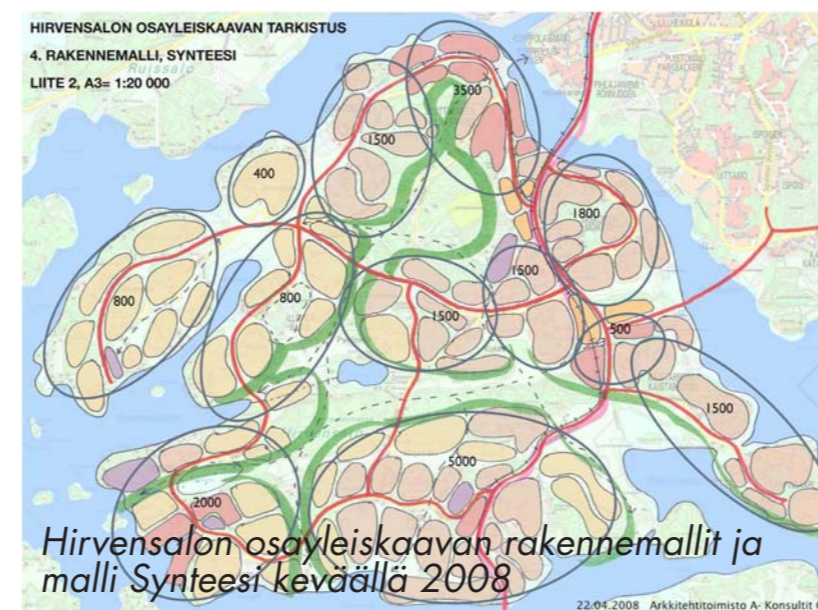 HIRVENSALON OSAYLEISKAAVAN TARKISTUS
4. RAKENNEMALLI, SYNTEESI
LIITE 2, A3= 1:20 000
Ruissalo
3500
1500
400
1800
1500
800
800
1500
500
1500
5000
2000
UITTAMO
ISPOINEN
Hirvensalon osayleiskaavan rakennemallit ja
malli Synteesi keväällä 2008
22.04.2008 Arkkitehtitoimisto A- Konsultit